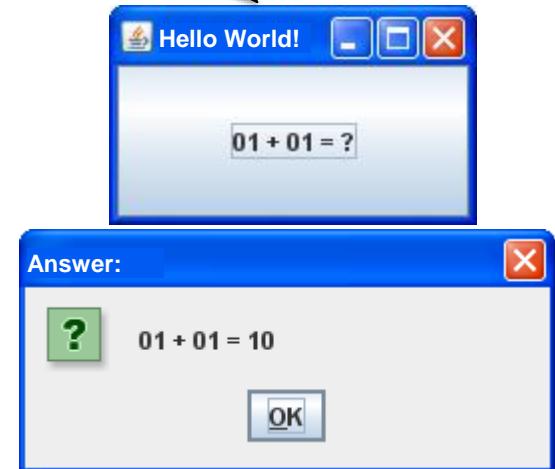 Hello World!
01 + 01 = ?
Answer:
?
01 + 01 = 10
OK